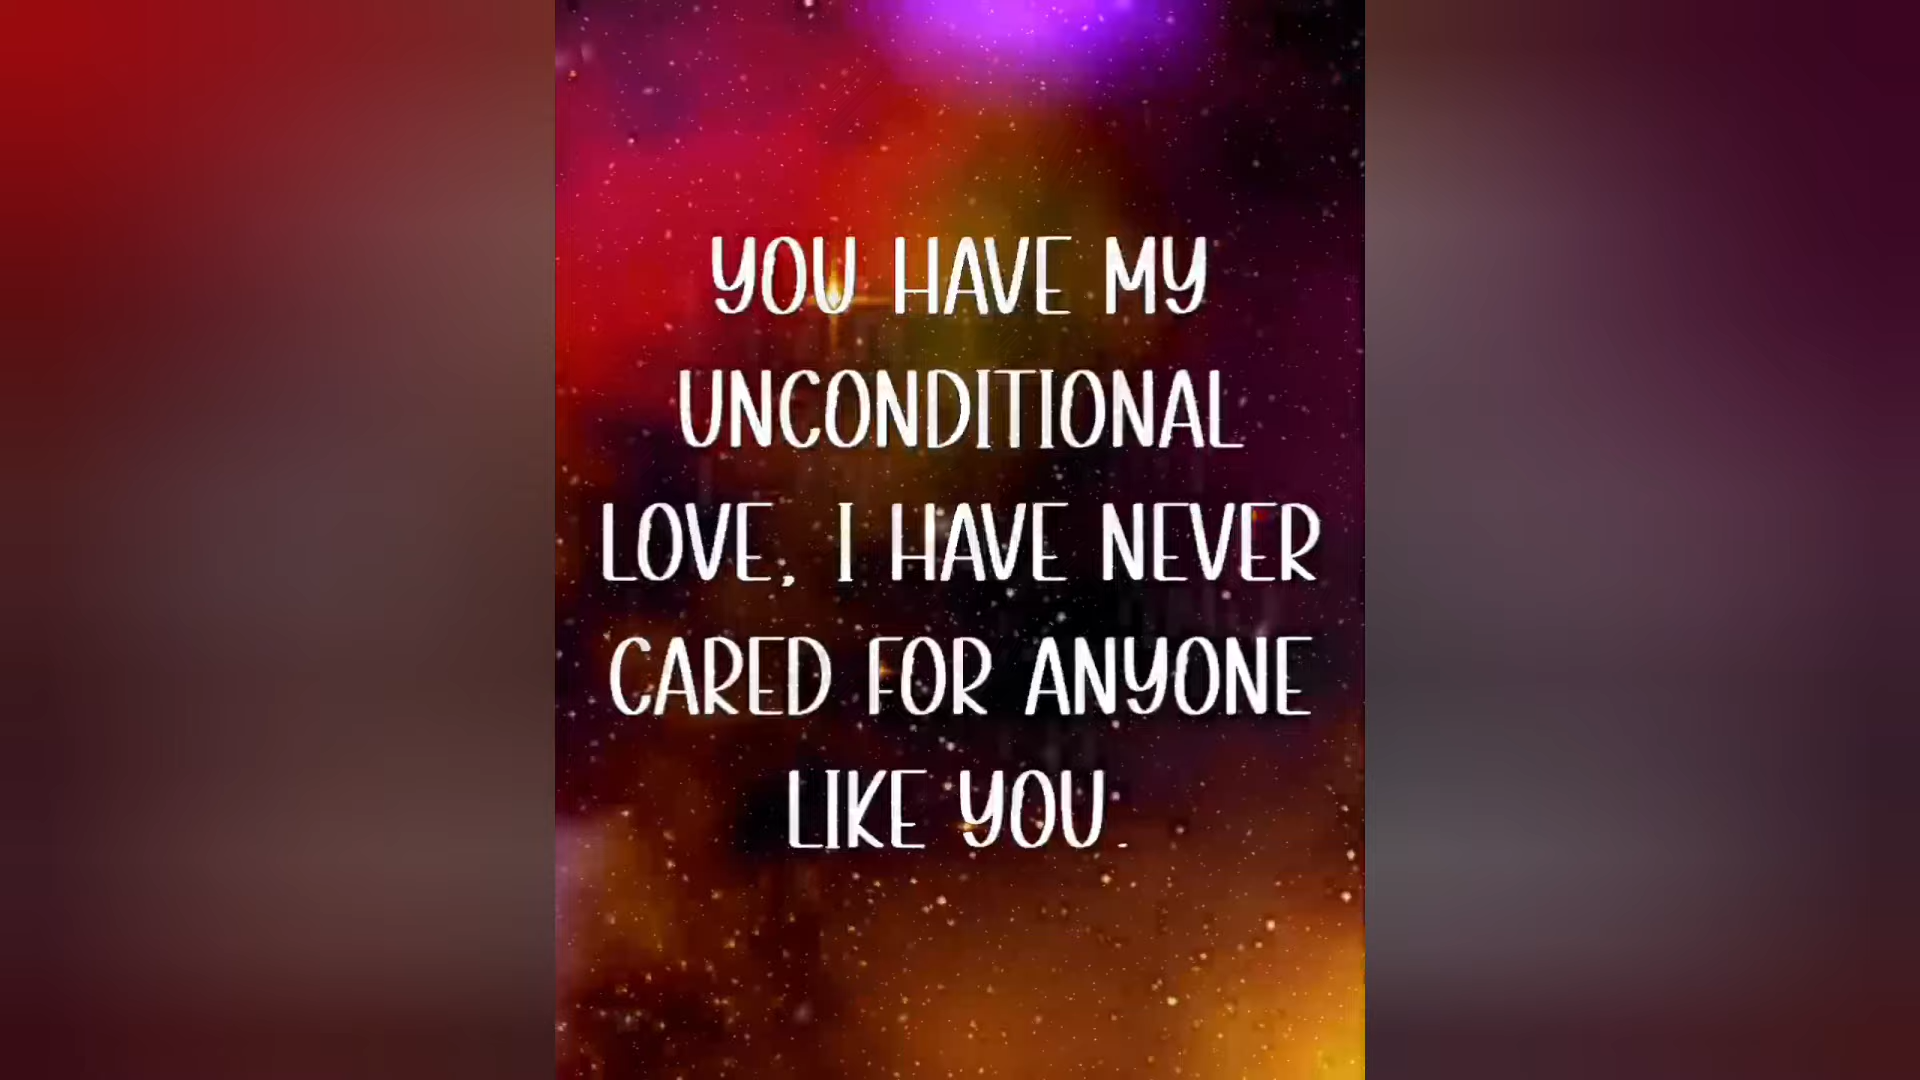 YOU HAVE MY
UNCONDITIONAL
LOVE, I HAVE NEVER
CARED FOR ANYONE
LIKE YOU.